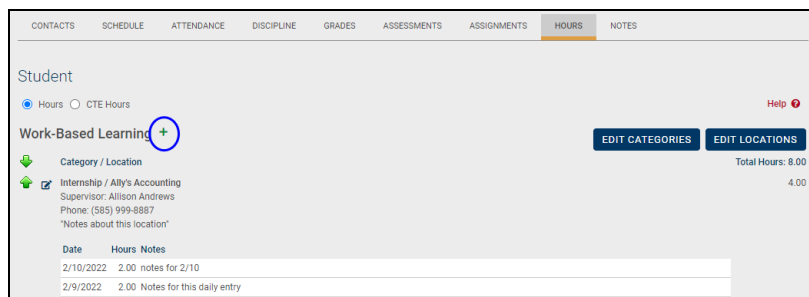 CONTACTS SCHEDULE ATTENDANCE DISCIPLINE GRADES ASSESSMENTS ASSIGNMENTS HOURS NOTES
Student
Hours CTE Hours Help
Work-Based Learning +
EDIT CATEGORIES EDIT LOCATIONS
Category / Location Total Hours: 8.00
Internship / Ally's Accounting 4.00
Supervisor: Allison Andrews
Phone: (585) 999-8887
"Notes about this location"
Date Hours Notes
2/10/2022 2.00 notes for 2/10
2/9/2022 2.00 Notes for this daily entry